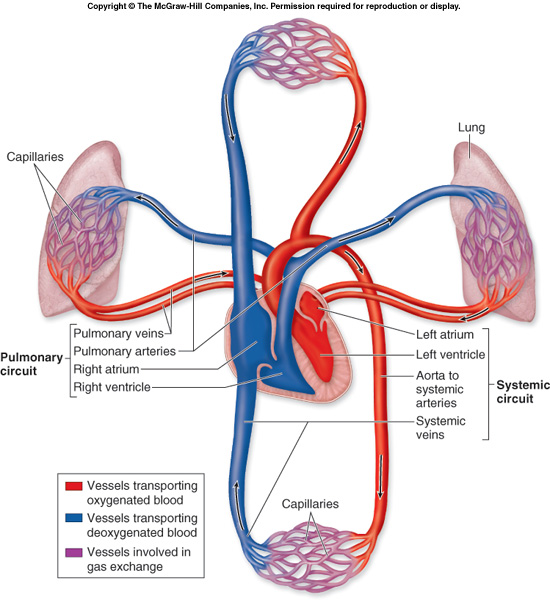 Copyright © The McGraw-Hill Companies, Inc. Permission required for reproduction or display.
Capillaries
Lung
Pulmonary circuit
Pulmonary veins
Pulmonary arteries
Right atrium
Right ventricle
Left atrium
Left ventricle
Aorta to
systemic
arteries
Systemic
veins
Systemic
circuit
Vessels transporting
oxygenated blood
Vessels transporting
deoxygenated blood
Vessels involved in
gas exchange
Capillaries